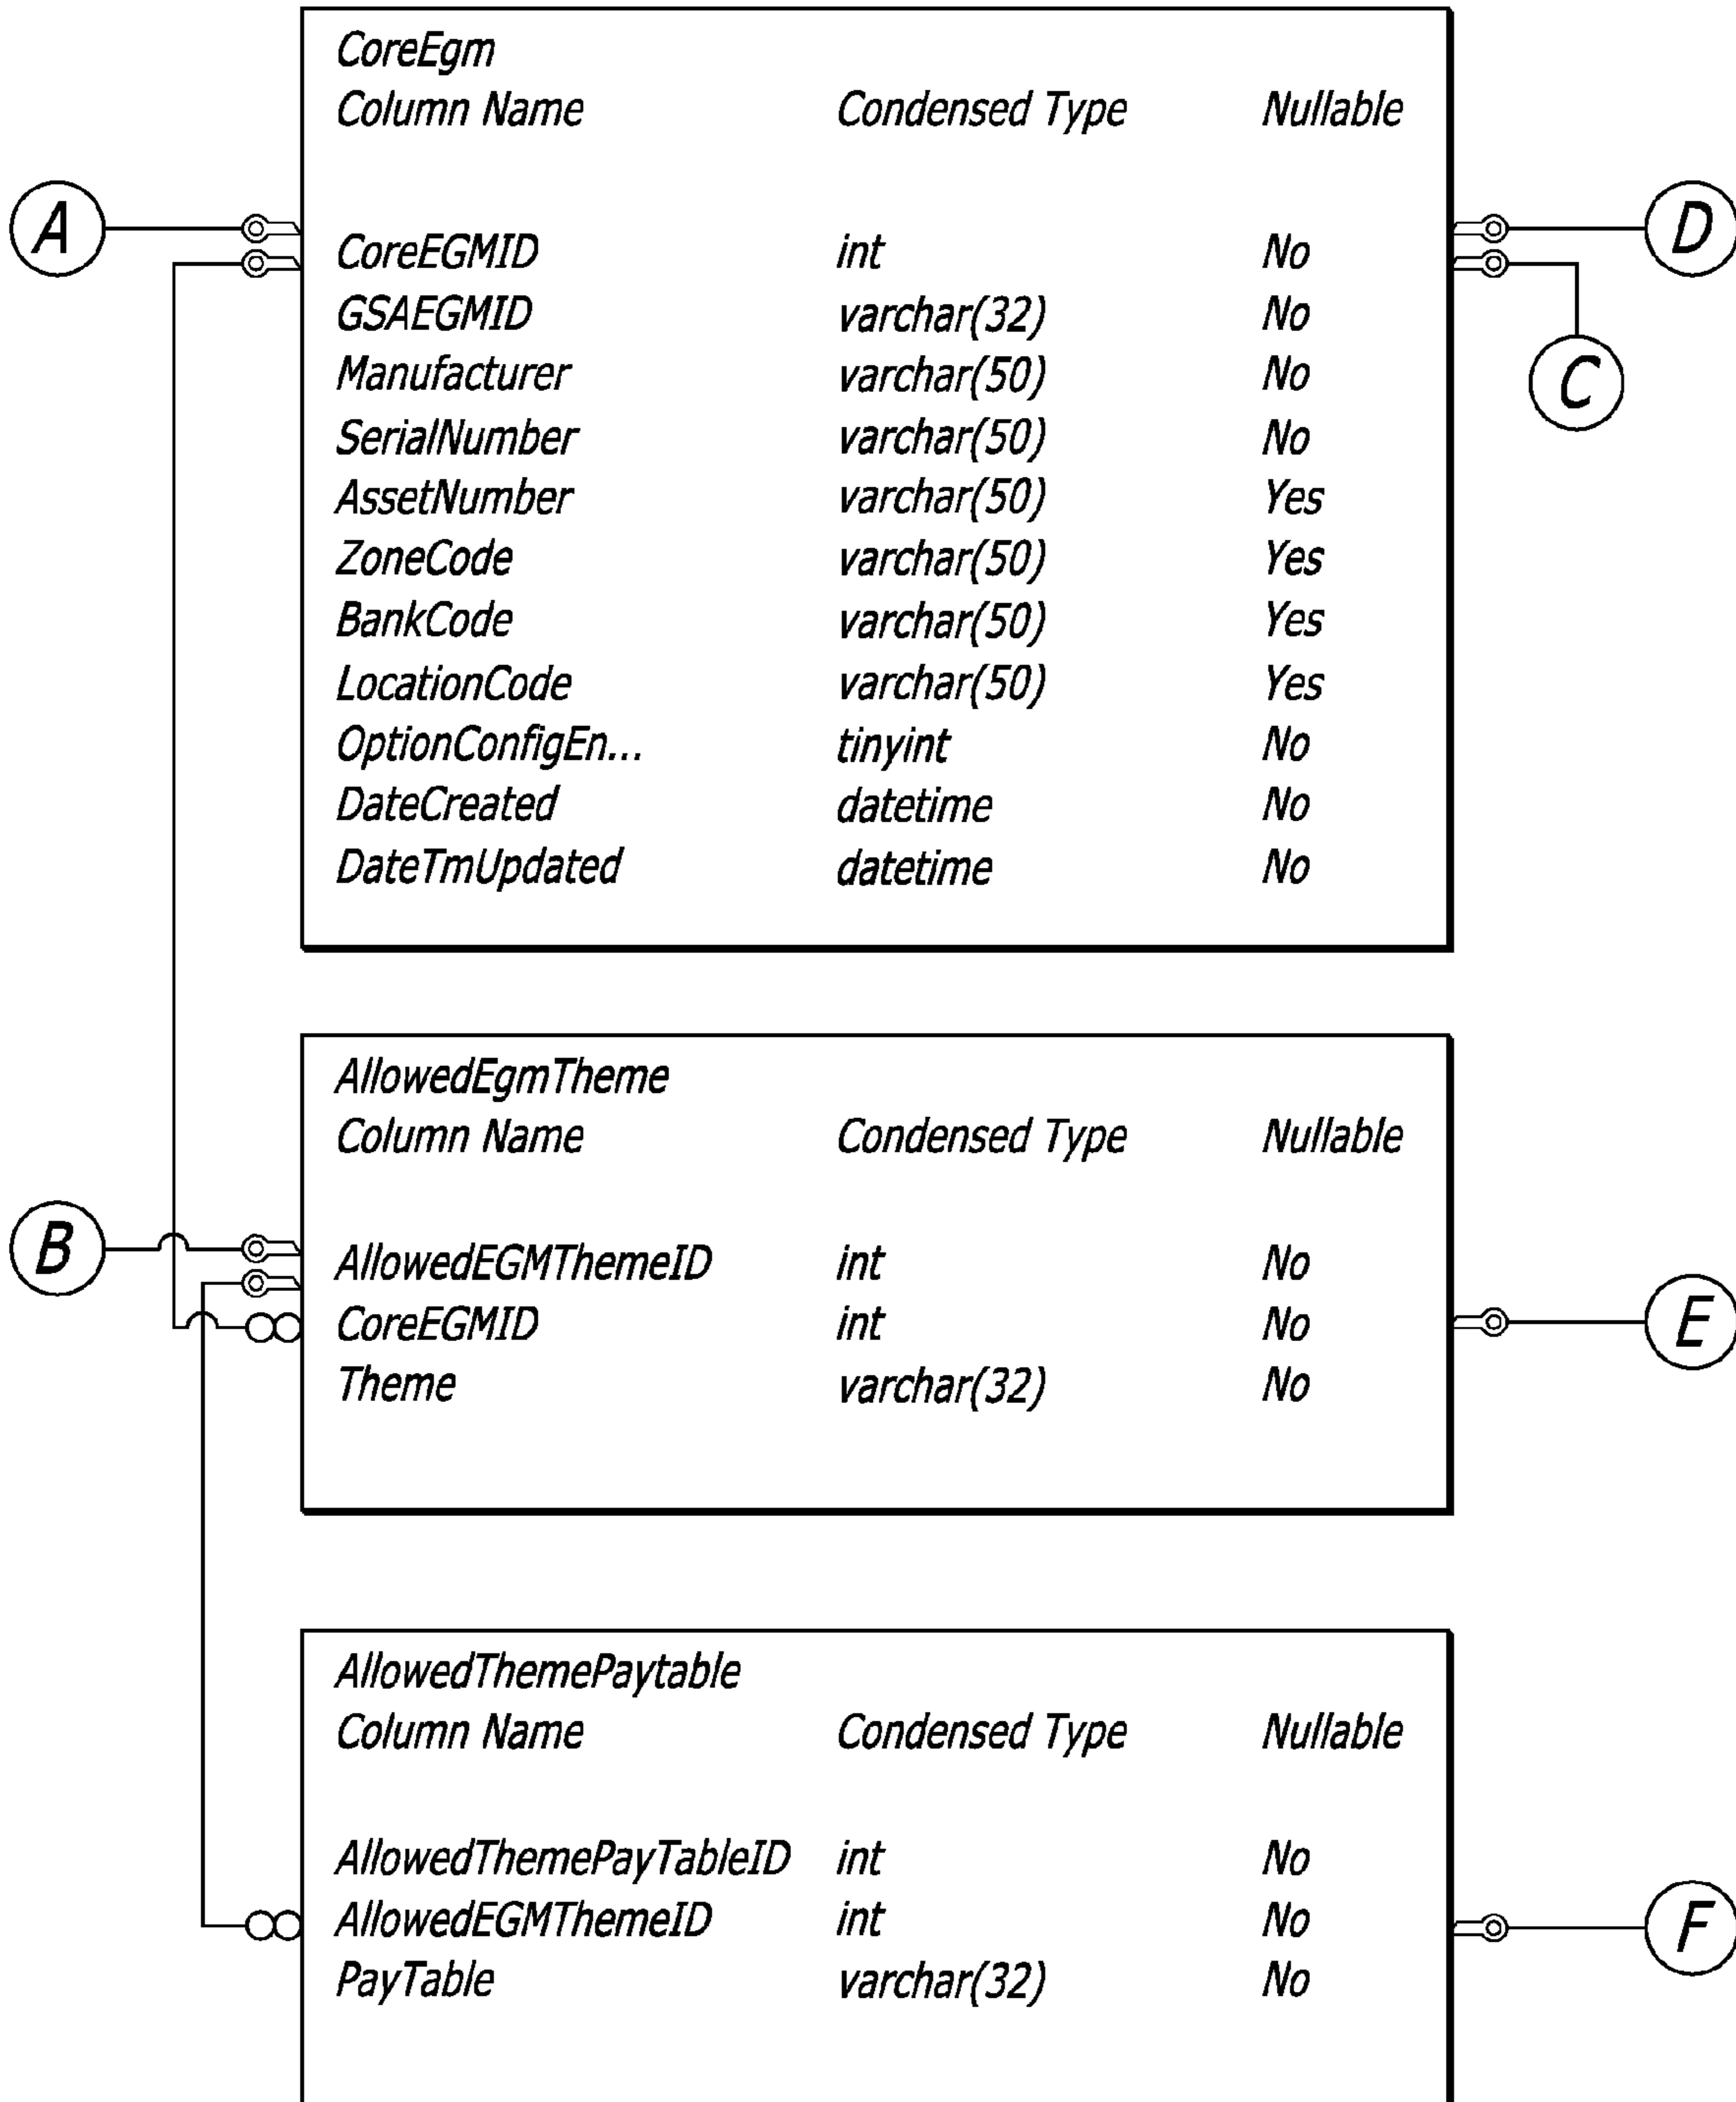 CoreEgm
Column Name Condensed Type Nullable
A D
CoreEGMID int No
GSAEGMID varchar(32) No
Manufacturer varchar(50) No
C
SerialNumber varchar(50) No
AssetNumber varchar(50) Yes
ZoneCode varchar(50) Yes
BankCode varchar(50) Yes
LocationCode varchar(50) Yes
OptionConfigEn... tinyint No
DateCreated datetime No
DateTmUpdated datetime No
AllowedEgmTheme
Column Name Condensed Type Nullable
B
AllowedEGMThemeID int No
CoreEGMID int No
E
Theme varchar(32) No
AllowedThemePaytable
Column Name Condensed Type Nullable
AllowedThemePayTableID int No
AllowedEGMThemeID int No
F
PayTable varchar(32) No